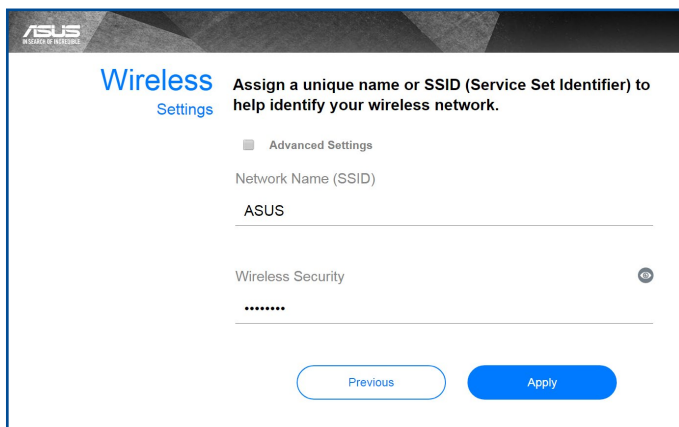 ASUS
IN SEARCH OF INCREDIBLE
Wireless
Settings
Assign a unique name or SSID (Service Set Identifier) to
help identify your wireless network.
Advanced Settings
Network Name (SSID)
ASUS
Wireless Security
••••••••
Previous
Apply